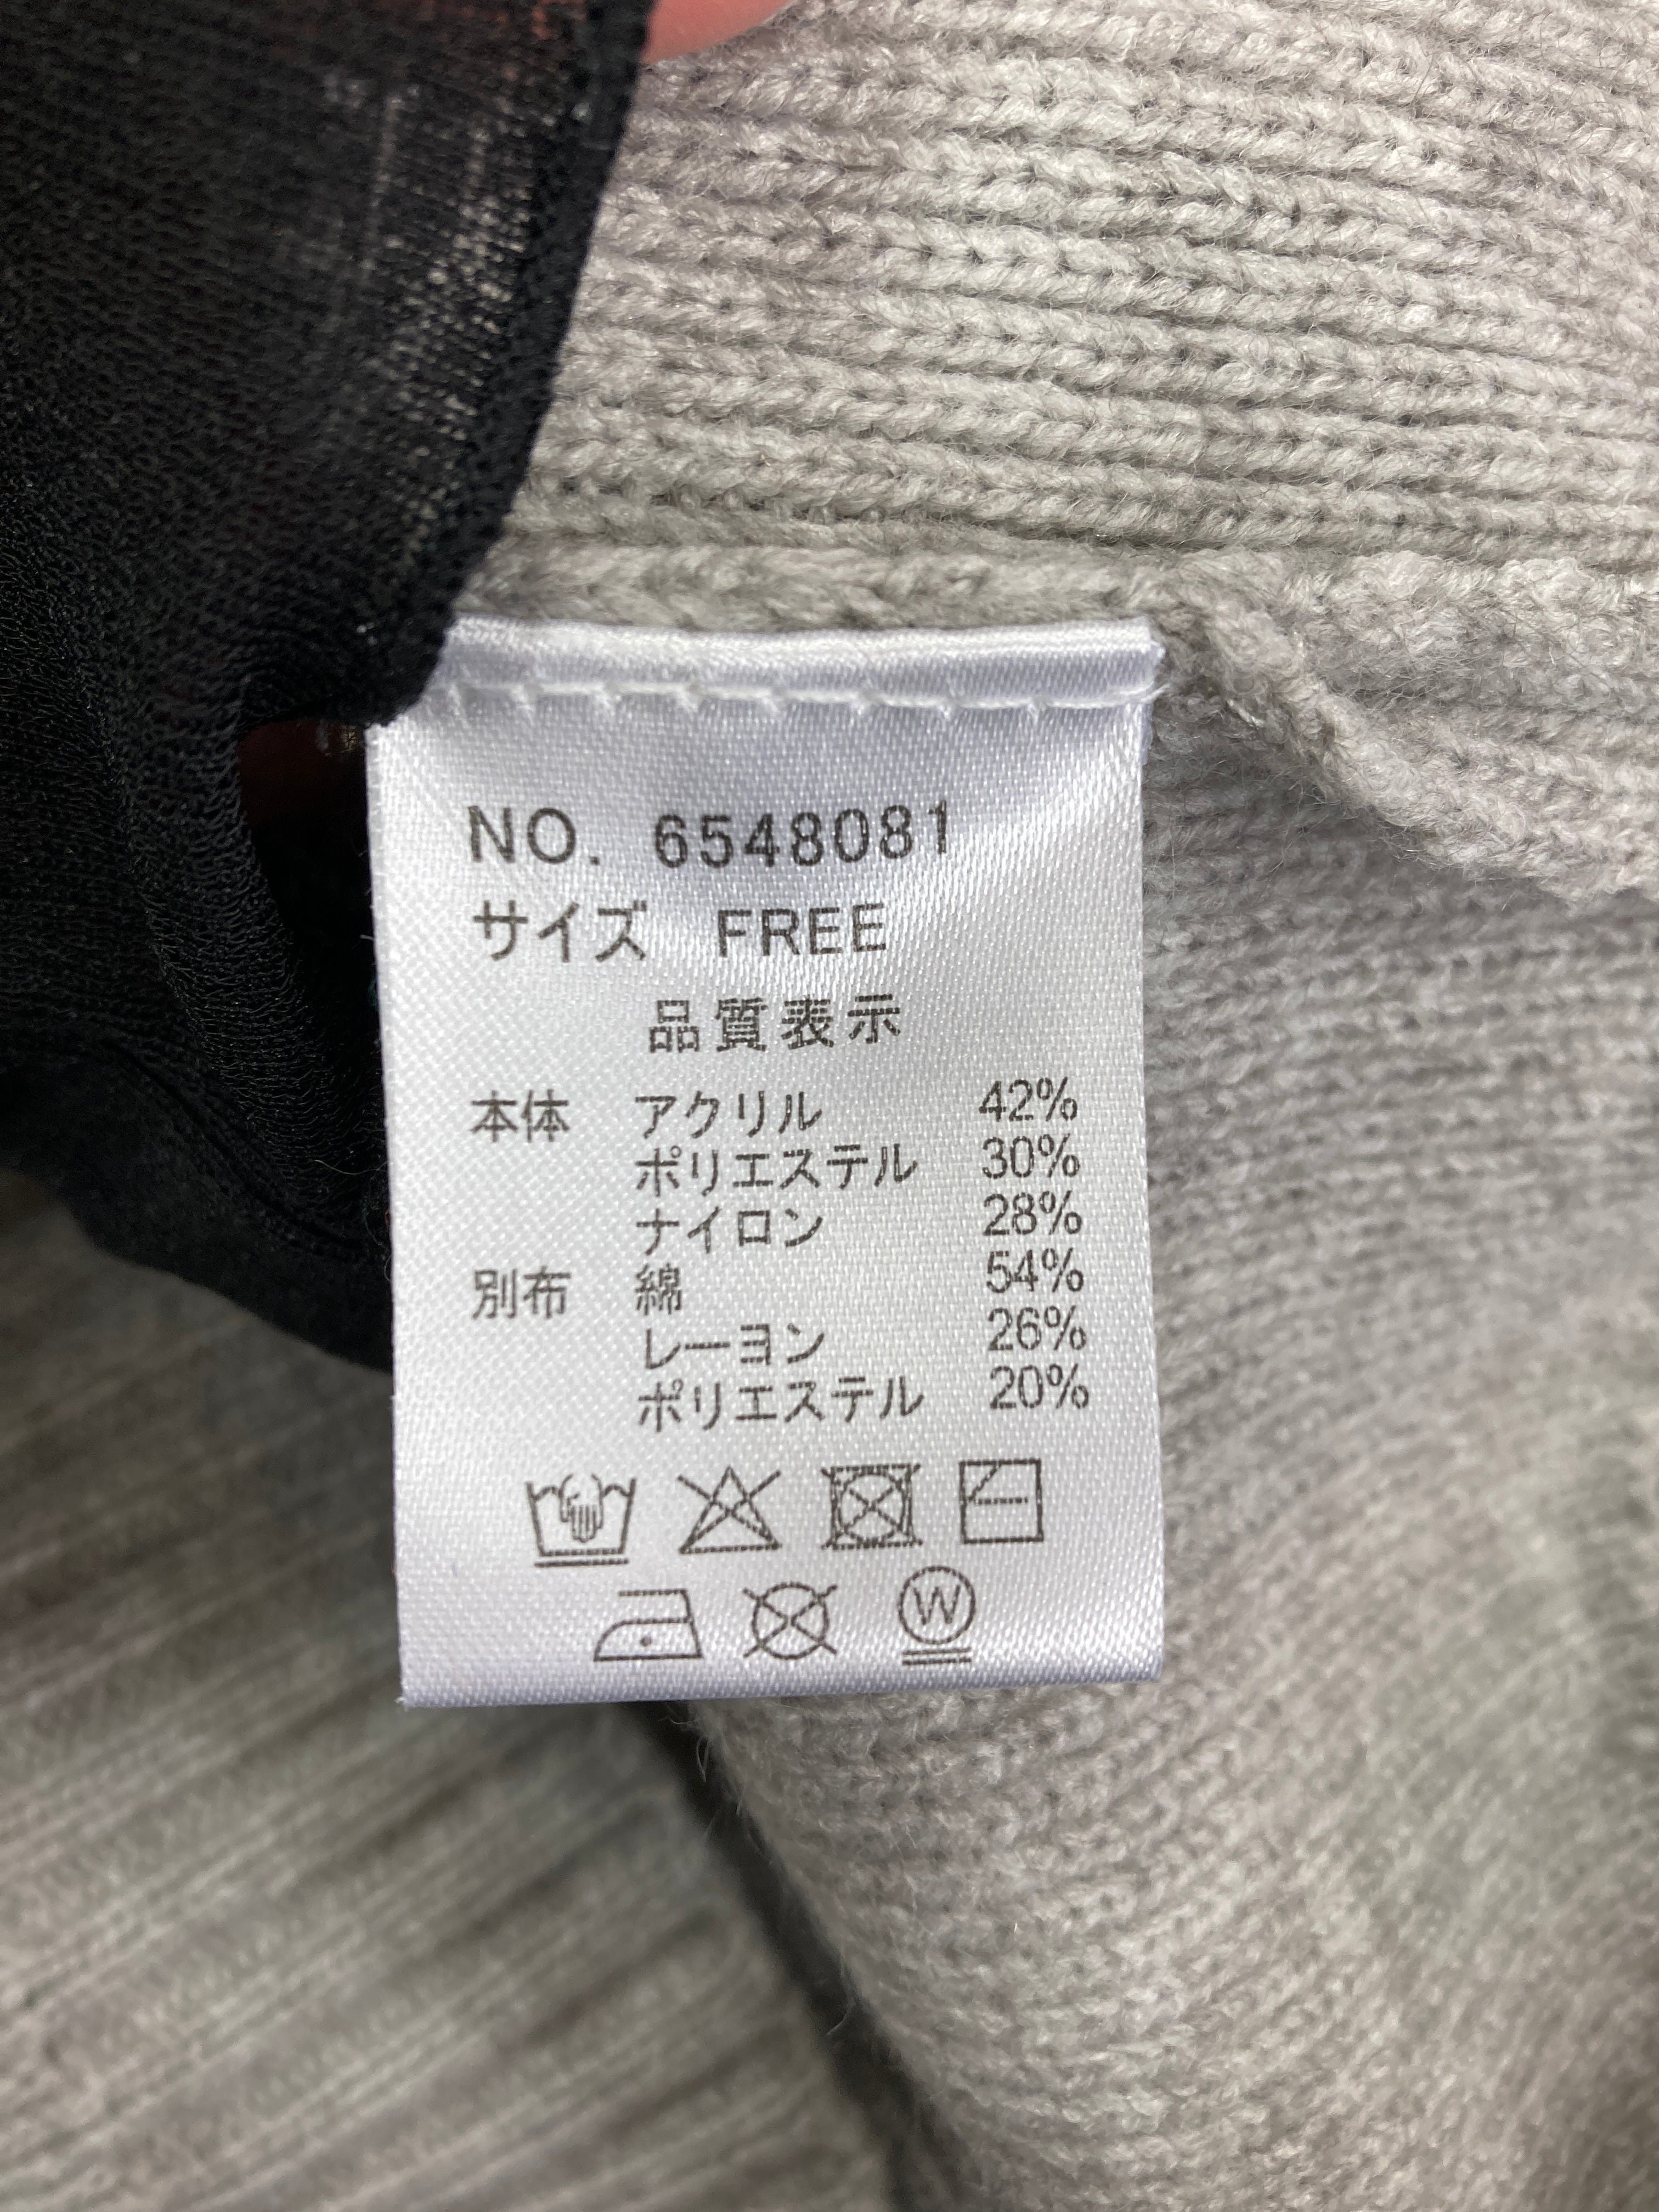 NO. 6548081
サイズ FREE
品質表示
本体 アクリル 42%
ポリエステル 30%
ナイロン 28%
別布 綿 54%
レーヨン 26%
ポリエステル 20%
W